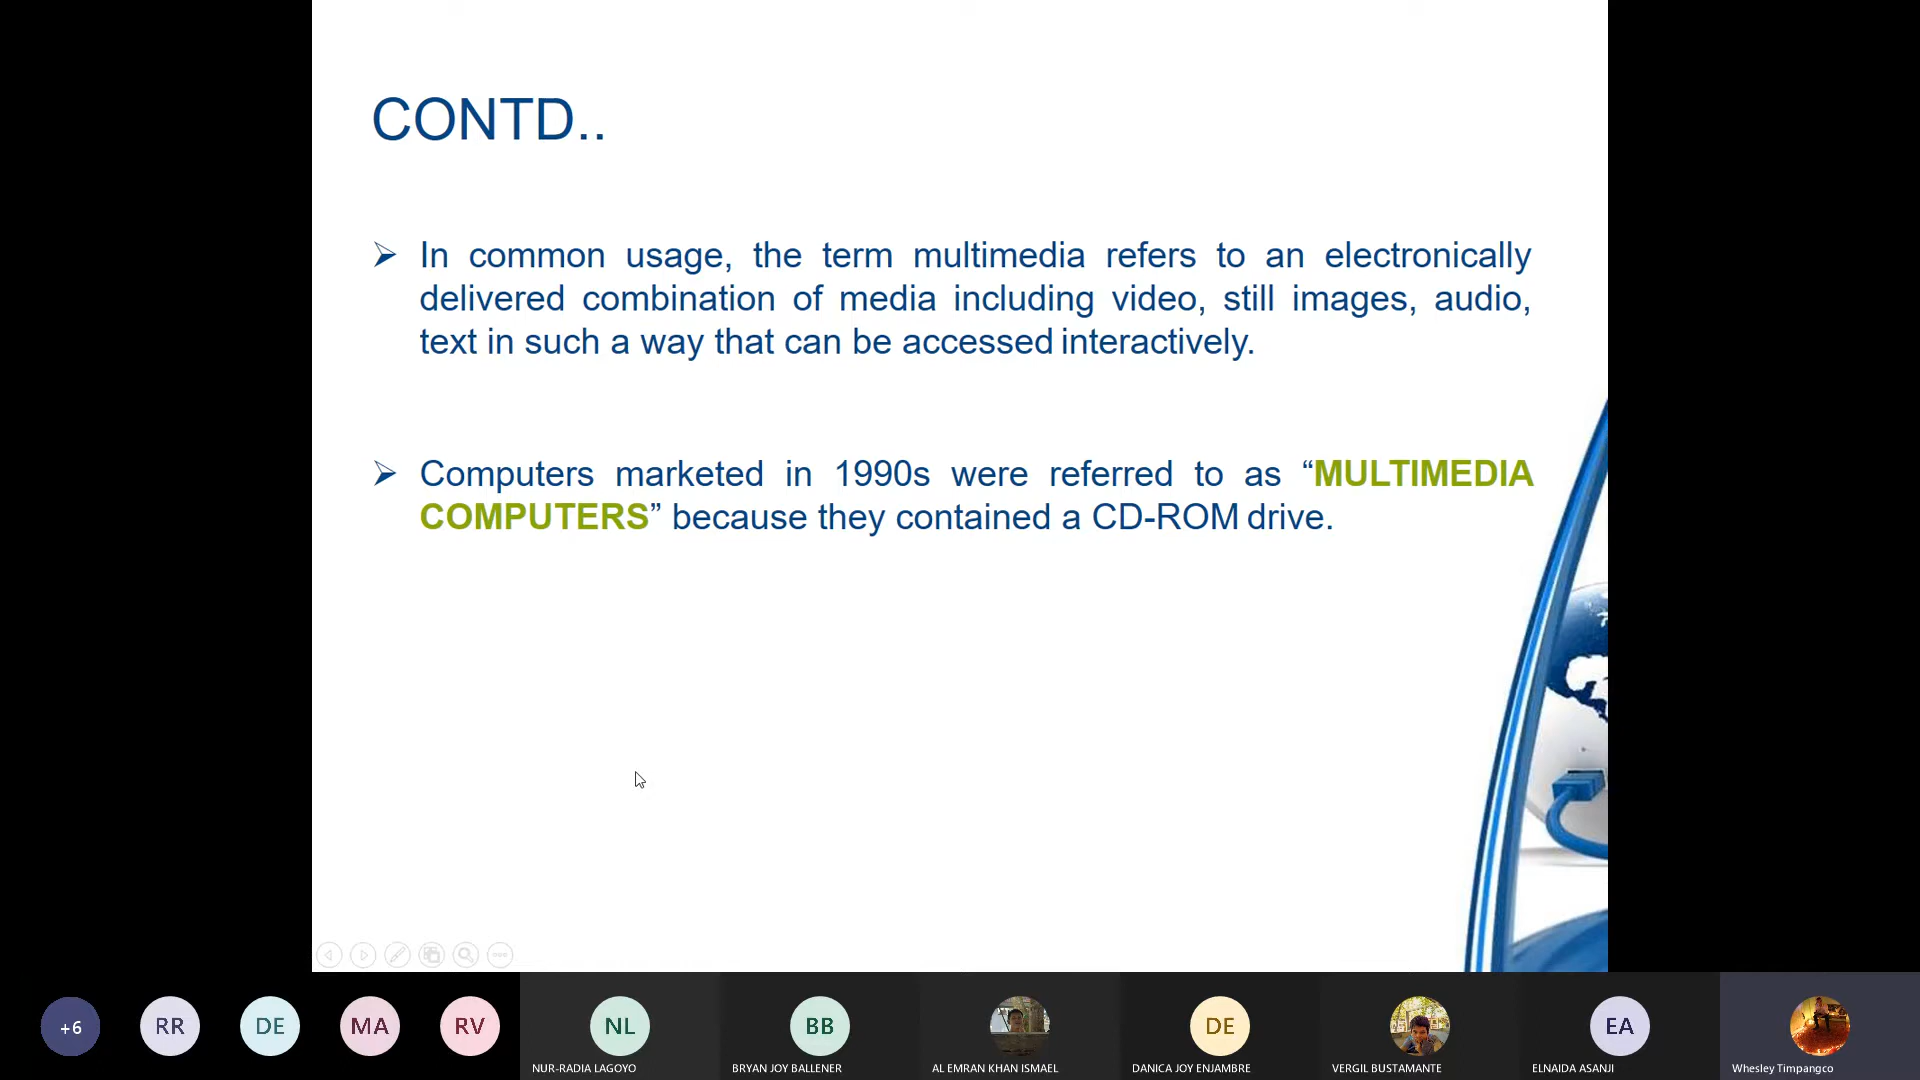 CONTD..
In common usage, the term multimedia refers to an electronically
delivered combination of media including video, still images, audio,
text in such a way that can be accessed interactively.
Computers marketed in 1990s were referred to as “MULTIMEDIA
COMPUTERS” because they contained a CD-ROM drive.
+6
RR
DE
MA
RV
NL
BB
DE
EA
NUR-RADIA LAGOYO
BRYAN JOY BALLENER
AL EMRAN KHAN ISMAEL
DANICA JOY ENJAMBRE
VERGIL BUSTAMANTE
ELNAIDA ASANJI
Whesley Timpangco